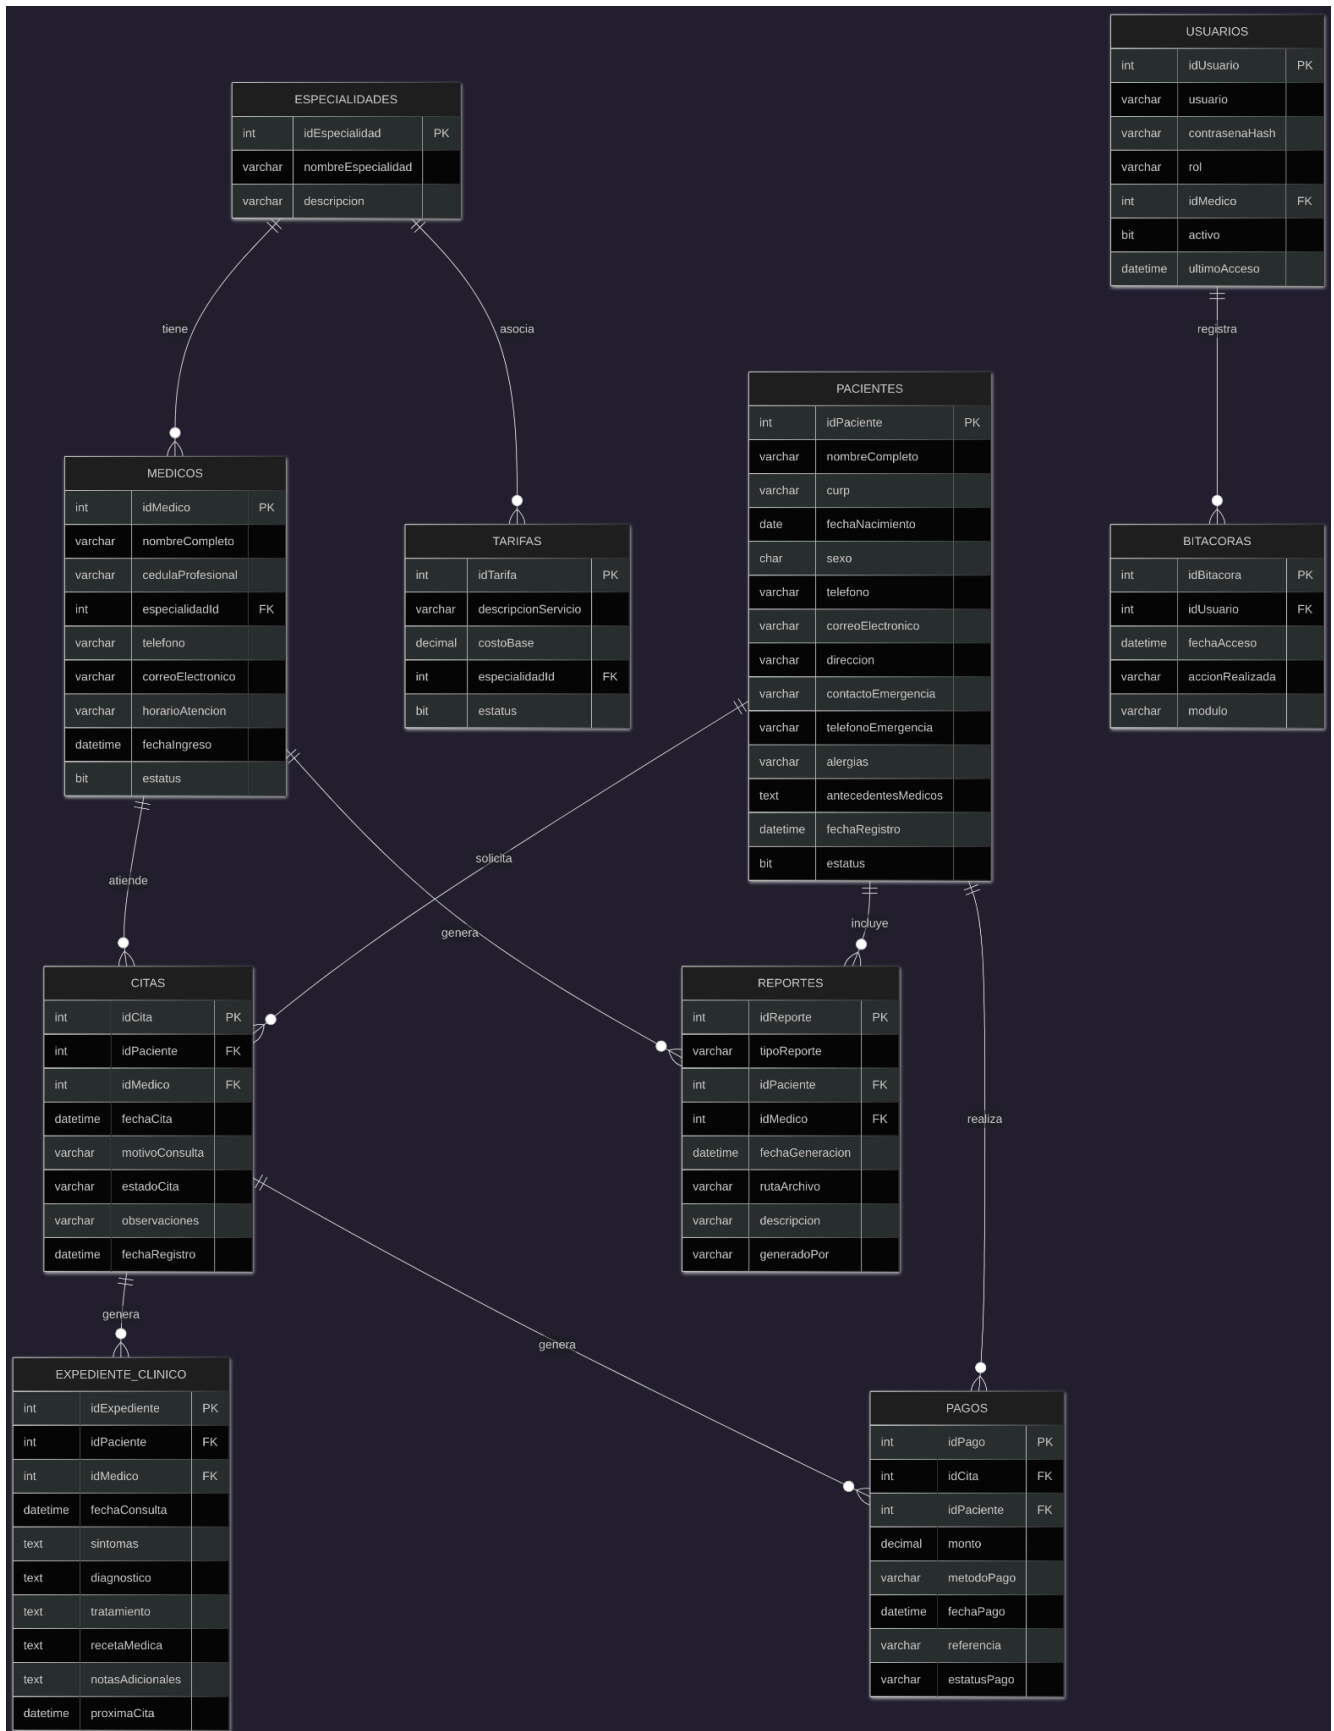 USUARIOS
int idUsuario PK
varchar usuario
varchar contrasenaHash
varchar rol
int idMedico FK
bit activo
datetime ultimoAcceso
ESPECIALIDADES
int idEspecialidad PK
varchar nombreEspecialidad
varchar descripcion
tiene
asocia
registra
PACIENTES
int idPaciente PK
varchar nombreCompleto
varchar curp
date fechaNacimiento
char sexo
varchar telefono
varchar correoElectronico
varchar direccion
varchar contactoEmergencia
varchar telefonoEmergencia
varchar alergias
text antecedentesMedicos
datetime fechaRegistro
bit estatus
MEDICOS
int idMedico PK
varchar nombreCompleto
varchar cedulaProfesional
int especialidadId FK
varchar telefono
varchar correoElectronico
varchar horarioAtencion
datetime fechaIngreso
bit estatus
TARIFAS
int idTarifa PK
varchar descripcionServicio
decimal costoBase
int especialidadId FK
bit estatus
BITACORAS
int idBitacora PK
int idUsuario FK
datetime fechaAcceso
varchar accionRealizada
varchar modulo
solicita
atiende
genera
incluye
CITAS
int idCita PK
int idPaciente FK
int idMedico FK
datetime fechaCita
varchar motivoConsulta
varchar estadoCita
varchar observaciones
datetime fechaRegistro
REPORTES
int idReporte PK
varchar tipoReporte
int idPaciente FK
int idMedico FK
datetime fechaGeneracion
varchar rutaArchivo
varchar descripcion
varchar generadoPor
realiza
genera
genera
EXPEDIENTE_CLINICO
int idExpediente PK
int idPaciente FK
int idMedico FK
datetime fechaConsulta
text sintomas
text diagnostico
text tratamiento
text recetaMedica
text notasAdicionales
datetime proximaCita
PAGOS
int idPago PK
int idCita FK
int idPaciente FK
decimal monto
varchar metodoPago
datetime fechaPago
varchar referencia
varchar estatusPago